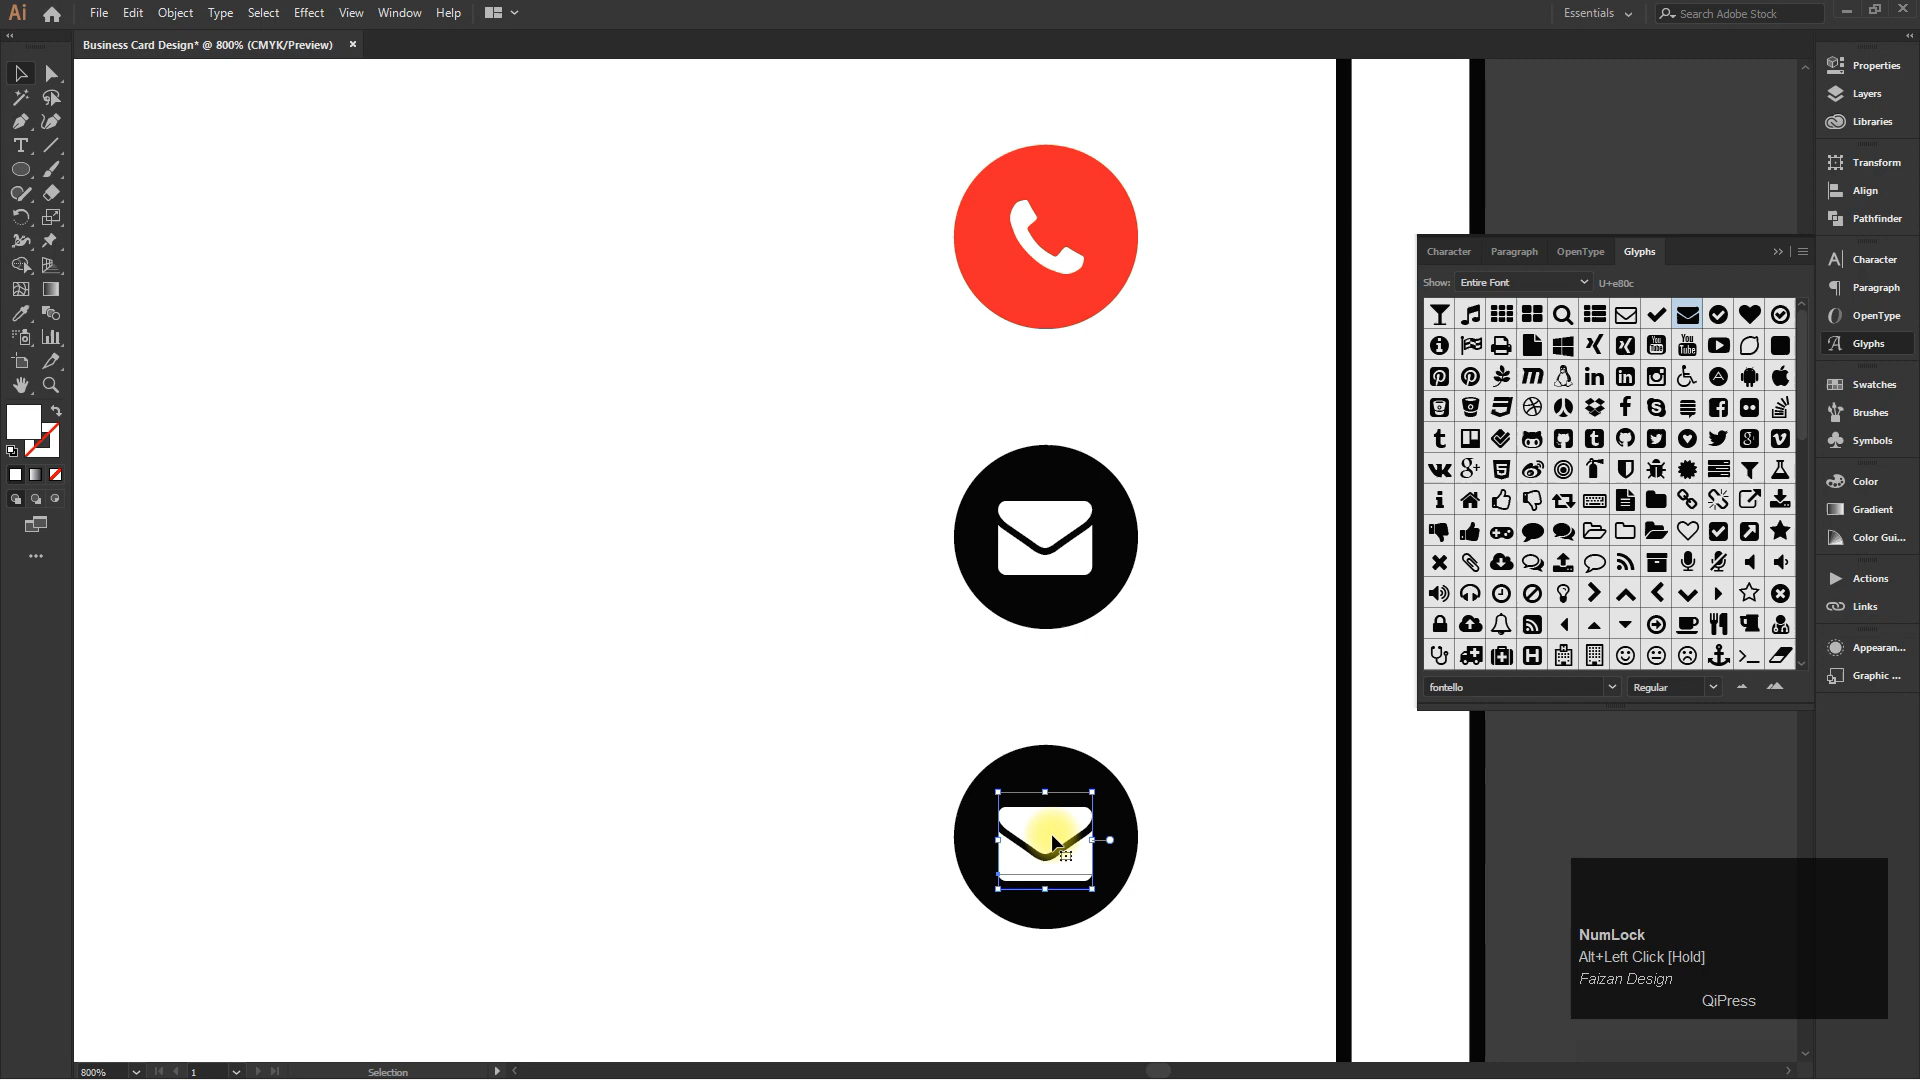 Ai
File Edit Object Type Select Effect View Window Help
Essentials
Search Adobe Stock
Business Card Design* @ 800% (CMYK/Preview)
Properties
Layers
Libraries
Transform
Align
Pathfinder
Character
Paragraph
OpenType
Glyphs
Swatches
Brushes
Symbols
Color
Gradient
Color Gui...
Actions
Links
Appearan...
Graphic ...
Character Paragraph OpenType Glyphs
Show: Entire Font U+e80c
fontello Regular
NumLock
Alt+Left Click [Hold]
Faizan Design
QiPress
800% 1 Selection